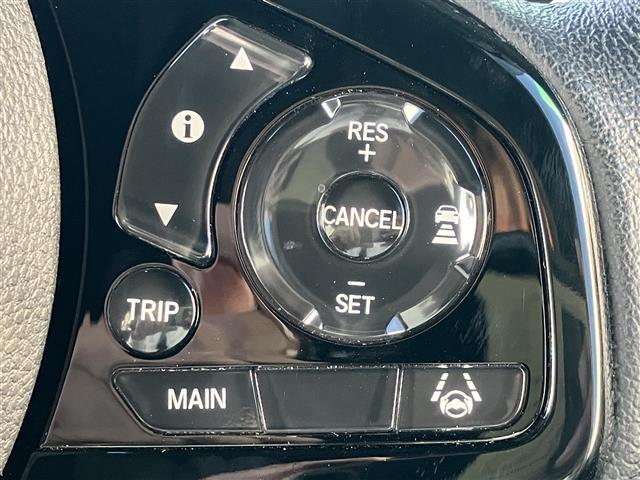 i
RES
+
CANCEL
−
SET
TRIP
MAIN